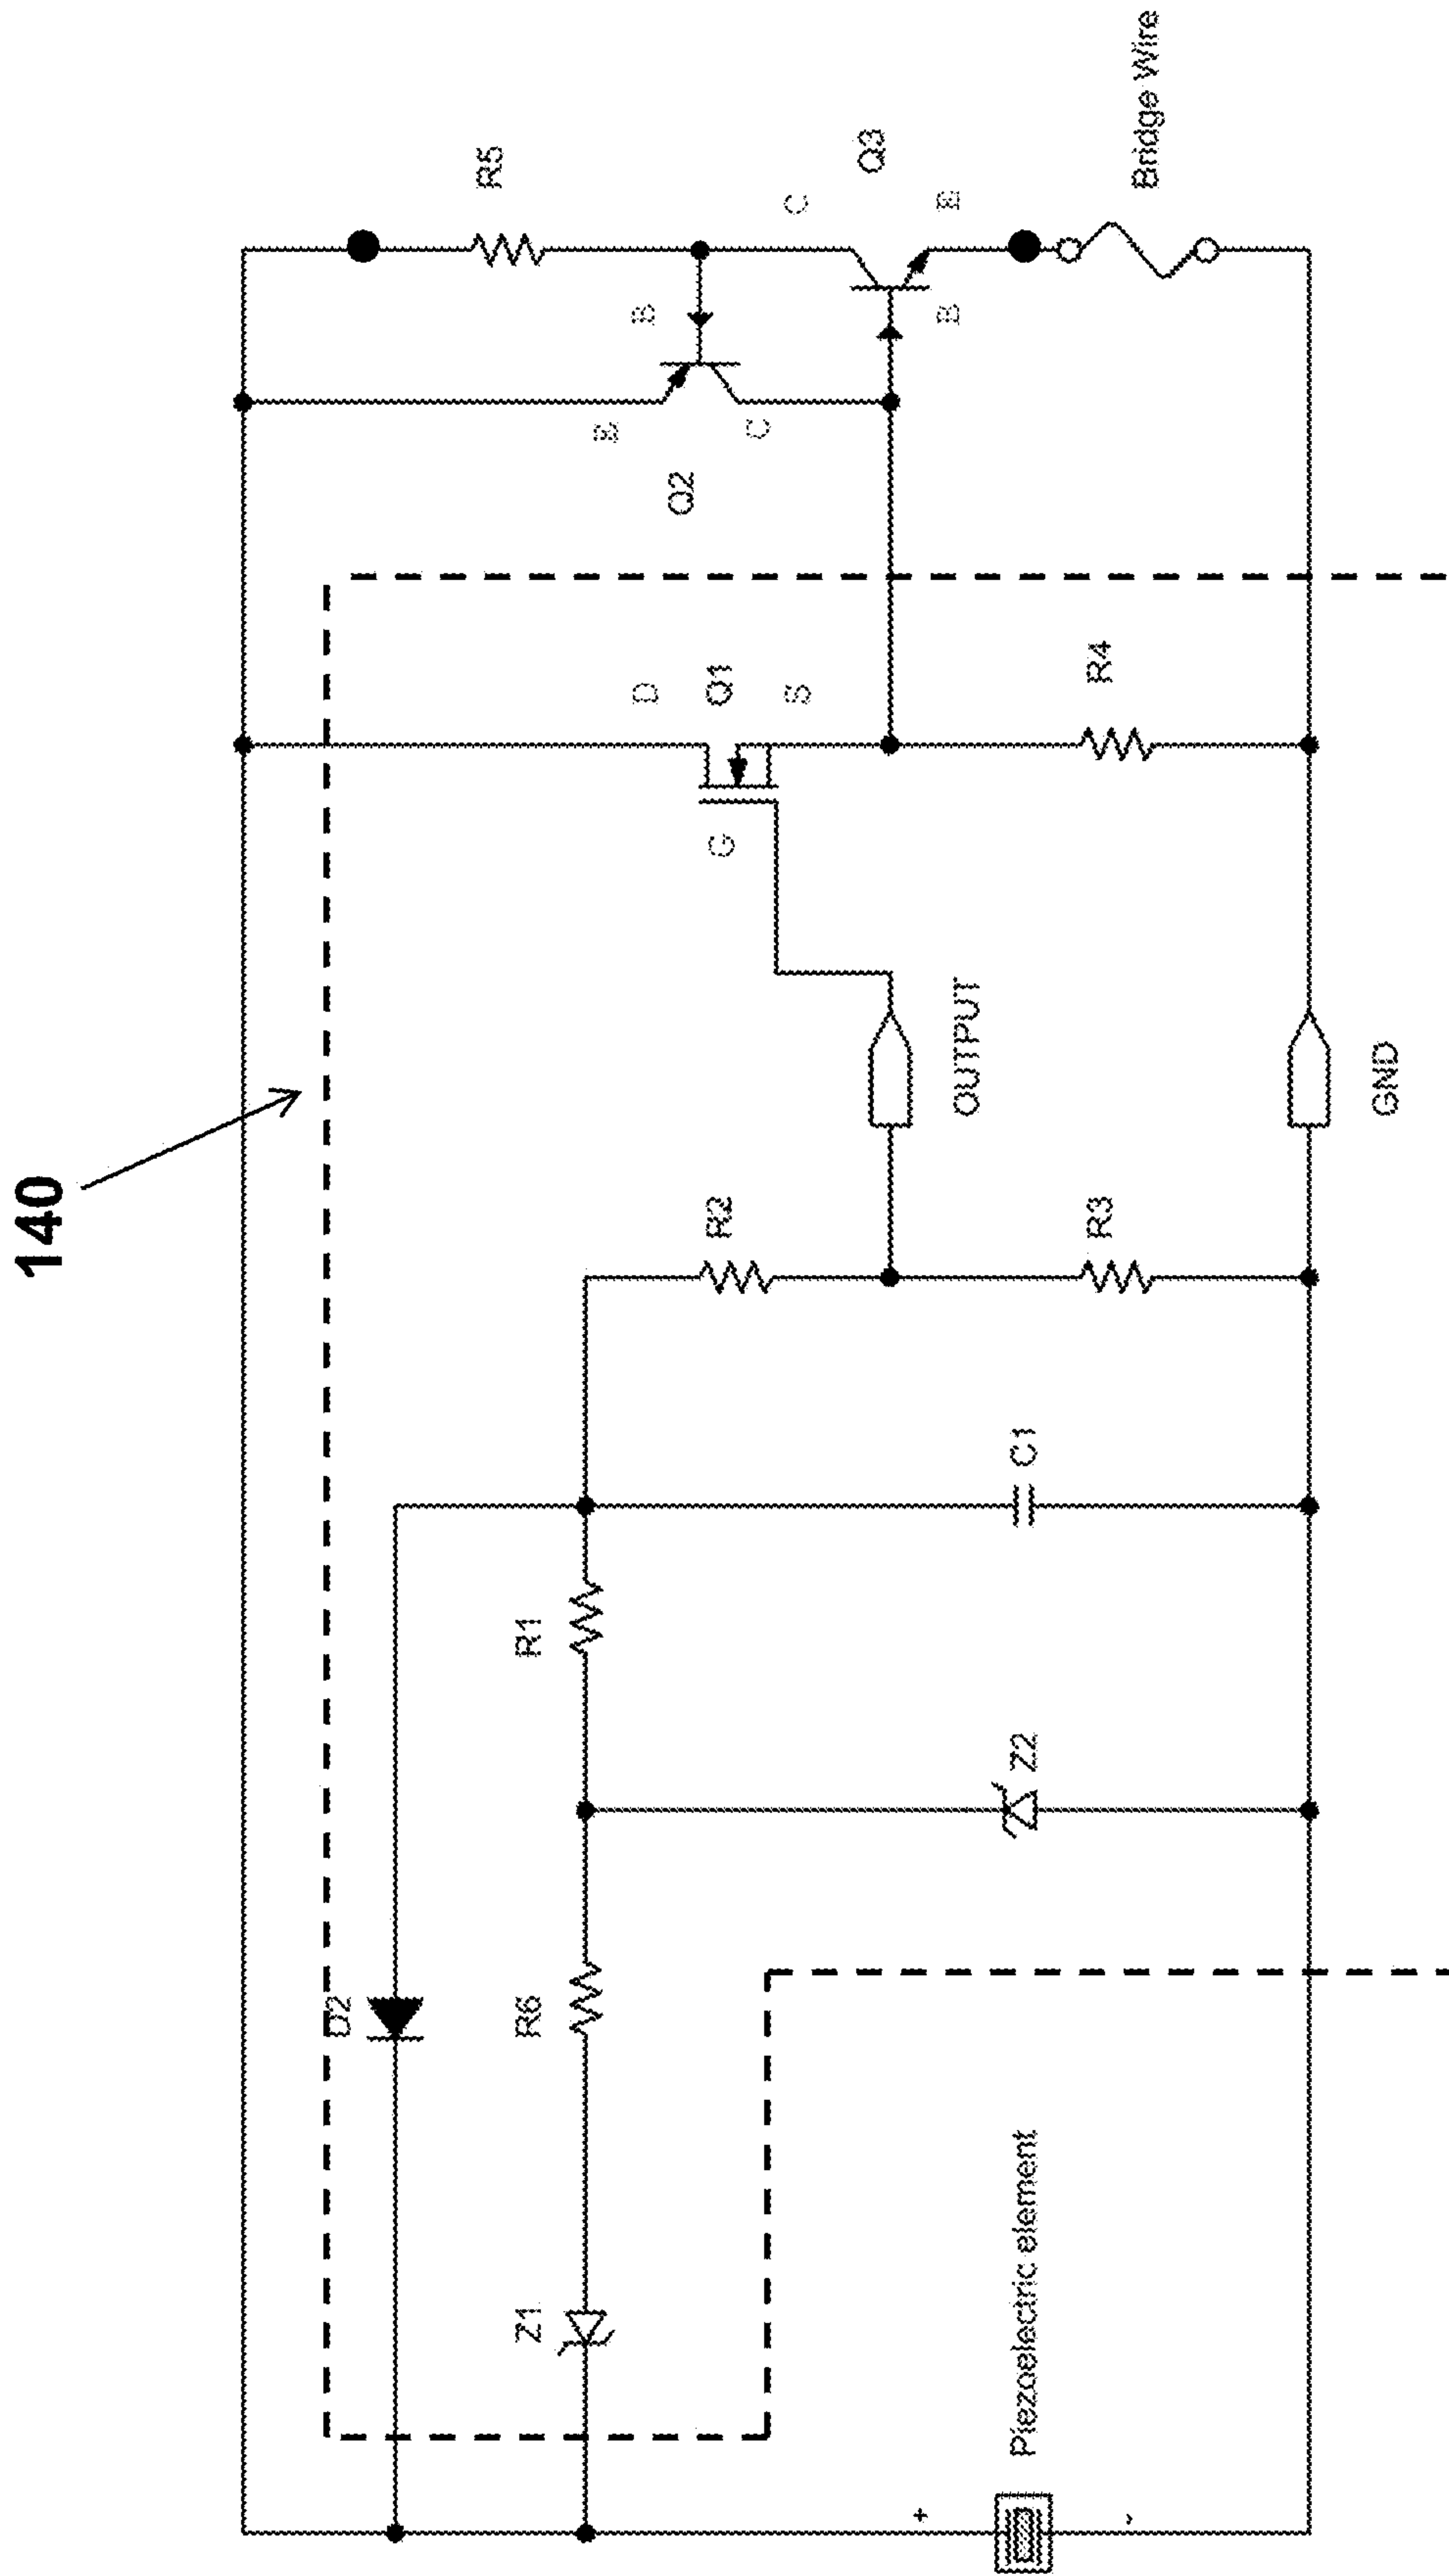 140
D2
Z1
R6
R1
R2
D
Q1
S
G
Q2
E
C
B
R5
C
Q3
B
E
Bridge Wire
R4
R3
OUTPUT
C1
Z2
GND
+
Piezoelectric element
-